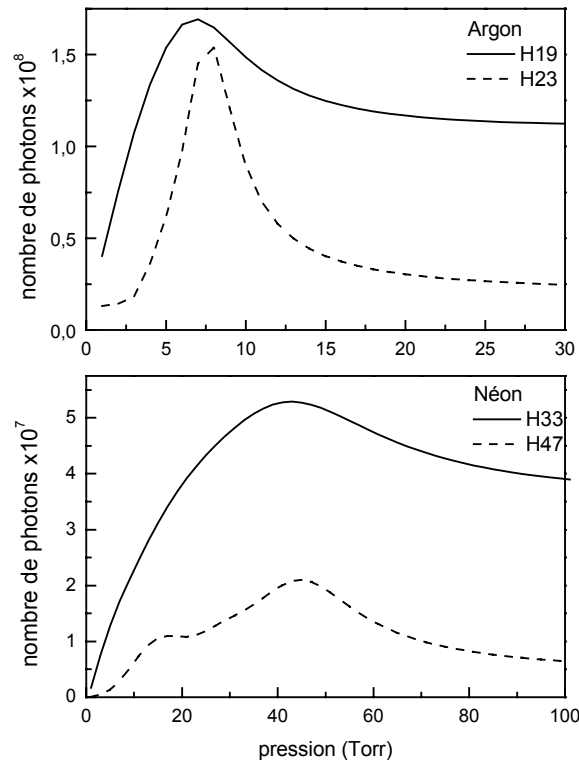 Argon
H19
H23
nombre de photons x10⁸
1,5
1,0
0,5
0,0
0 5 10 15 20 25 30
Néon
H33
H47
nombre de photons x10⁷
5
4
3
2
1
0
0 20 40 60 80 100
pression (Torr)